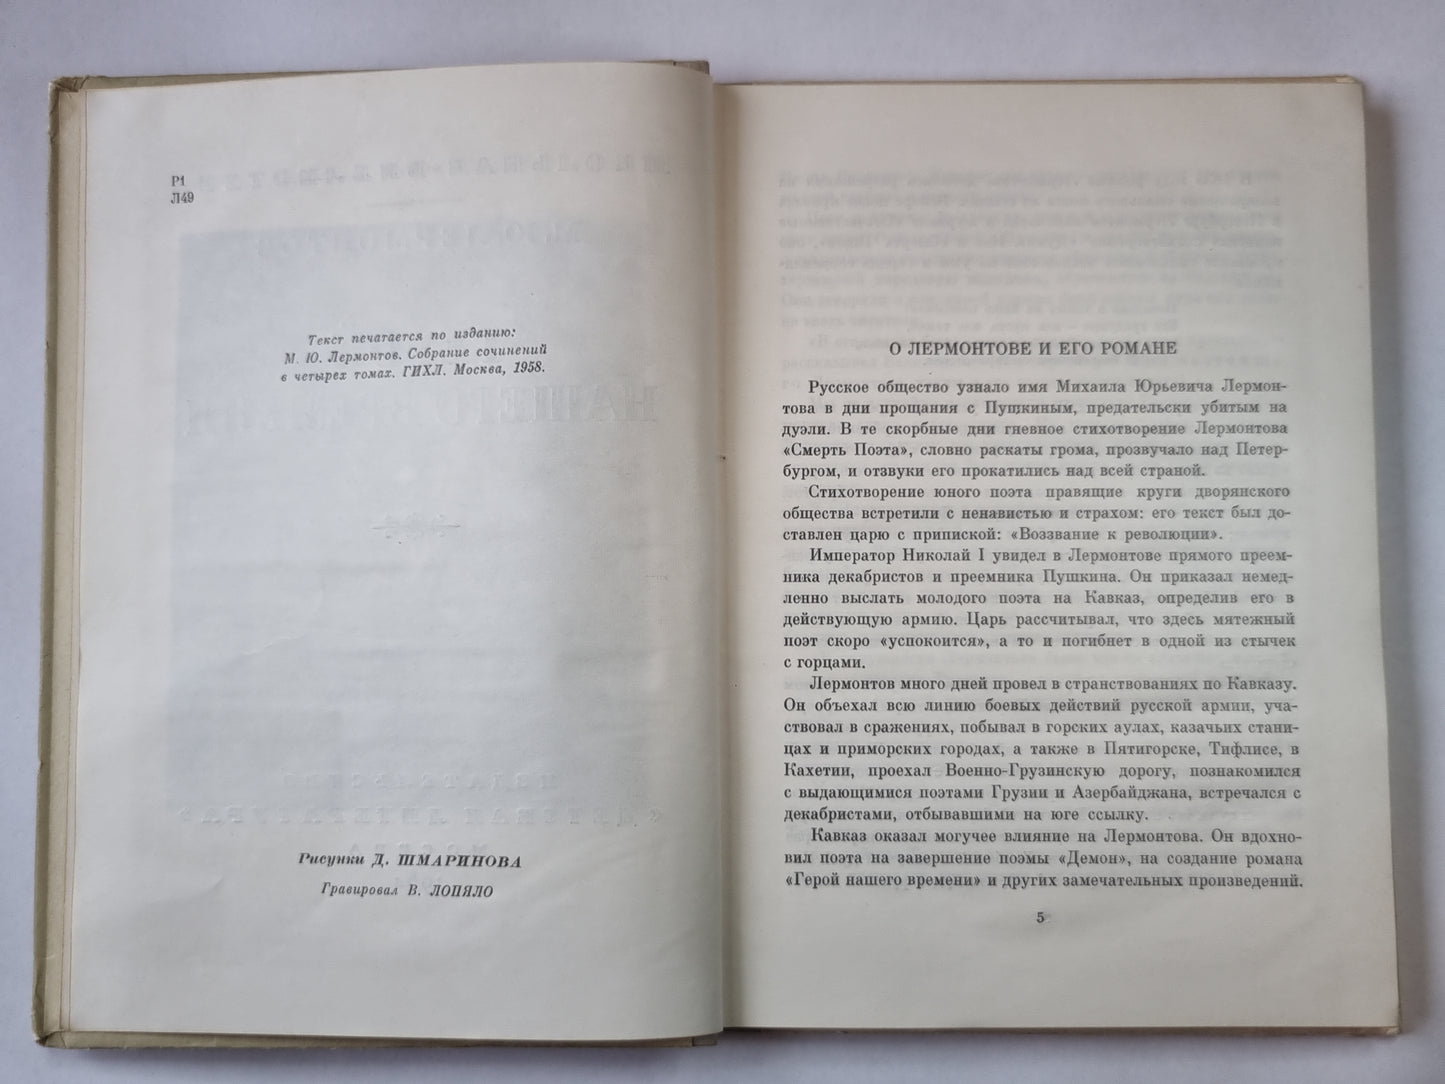 Р1
Л49
Текст печатается по изданию:
М. Ю. Лермонтов. Собрание сочинений
в четырех томах. ГИХЛ. Москва, 1958.
Рисунки Д. ШМАРИНОВА
Гравировал В. ЛОПЯЛО
О ЛЕРМОНТОВЕ И ЕГО РОМАНЕ
Русское общество узнало имя Михаила Юрьевича Лермон-
това в дни прощания с Пушкиным, предательски убитым на
дуэли. В те скорбные дни гневное стихотворение Лермонтова
«Смерть Поэта», словно раскаты грома, прозвучало над Петер-
бургом, и отзвуки его прокатились над всей страной.
Стихотворение юного поэта правящие круги дворянского
общества встретили с ненавистью и страхом: его текст был до-
ставлен царю с припиской: «Воззвание к революции».
Император Николай I увидел в Лермонтове прямого преем-
ника декабристов и преемника Пушкина. Он приказал немед-
ленно выслать молодого поэта на Кавказ, определив его в
действующую армию. Царь рассчитывал, что здесь мятежный
поэт скоро «успокоится», а то и погибнет в одной из стычек
с горцами.
Лермонтов много дней провел в странствованиях по Кавказу.
Он объехал всю линию боевых действий русской армии, уча-
ствовал в сражениях, побывал в горских аулах, казачьих стани-
цах и приморских городах, а также в Пятигорске, Тифлисе, в
Кахетии, проехал Военно-Грузинскую дорогу, познакомился
с выдающимися поэтами Грузии и Азербайджана, встречался с
декабристами, отбывавшими на юге ссылку.
Кавказ оказал могучее влияние на Лермонтова. Он вдохно-
вил поэта на завершение поэмы «Демон», на создание романа
«Герой нашего времени» и других замечательных произведений.
5